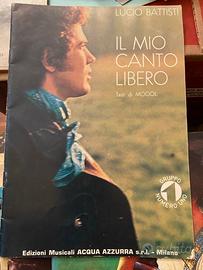 LUCIO BATTISTI
IL MIO
CANTO
LIBERO
Testi di MOGOL
GRUPPO
NUMERO UNO
Edizioni Musicali ACQUA AZZURRA s.r.l. - Milano